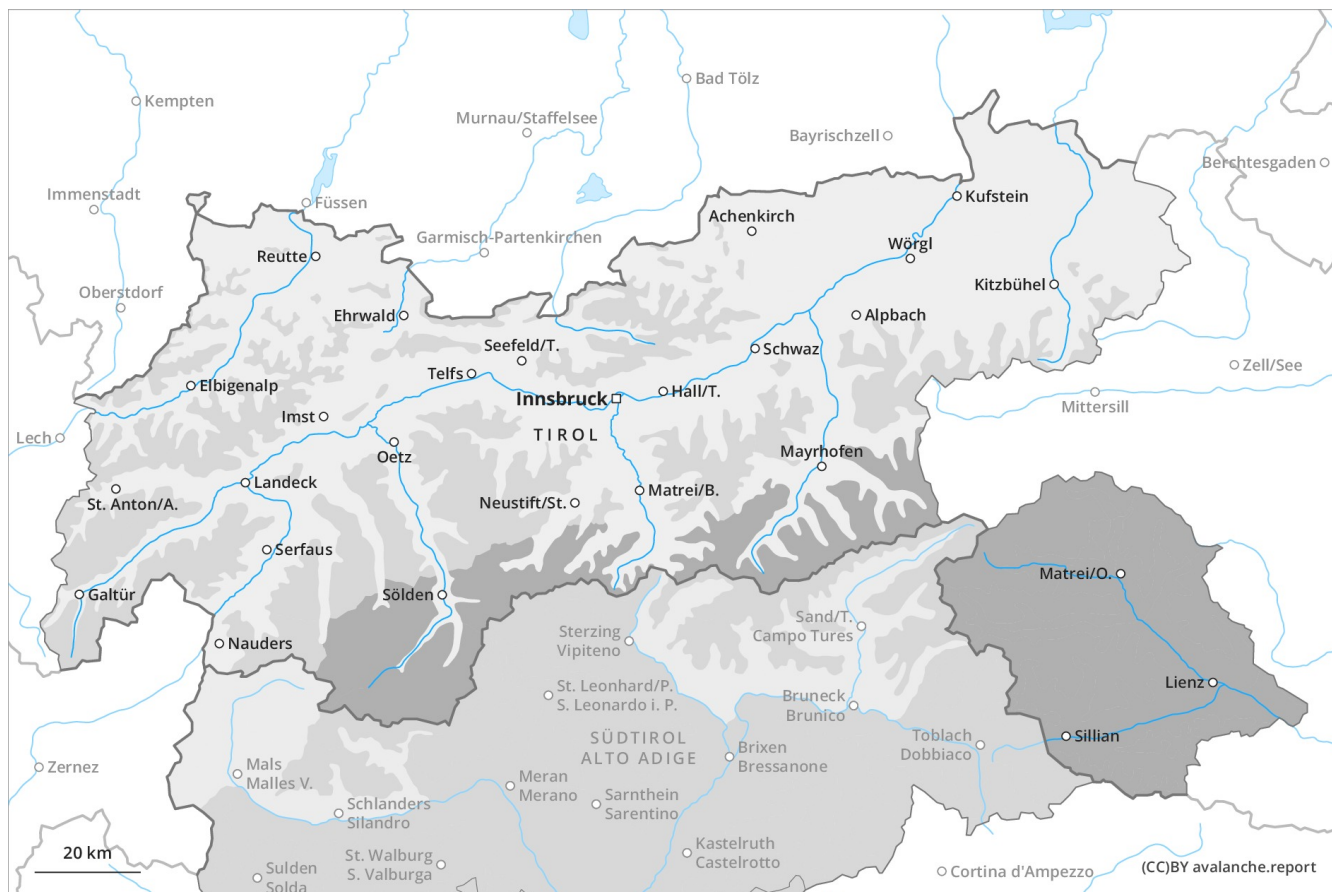 Kempten
Bad Tölz
Murnau/Staffelsee
Bayrischzell
Berchtesgaden
Immenstadt
Füssen
Kufstein
Achenkirch
Garmisch-Partenkirchen
Wörgl
Reutte
Kitzbühel
Oberstdorf
Ehrwald
Alpbach
Seefeld/T.
Schwaz
Zell/See
Telfs
Elbigenalp
Innsbruck
Hall/T.
Mittersill
Imst
Lech
TIROL
Oetz
Mayrhofen
Landeck
St. Anton/A.
Neustift/St.
Matrei/B.
Serfaus
Matrei/O.
Galtür
Sölden
Sand/T.
Campo Tures
Sterzing
Vipiteno
Nauders
Lienz
St. Leonhard/P.
S. Leonardo i. P.
Bruneck
Brunico
SÜDTIROL
ALTO ADIGE
Toblach
Dobbiaco
Sillian
Brixen
Bressanone
Zernez
Mals
Malles V.
Meran
Merano
Schlanders
Silandro
Sarnthein
Sarentino
Kastelruth
Castelrotto
20 km
St. Walburg
S. Valburga
Sulden
Solda
Cortina d'Ampezzo
(CC)BY avalanche.report